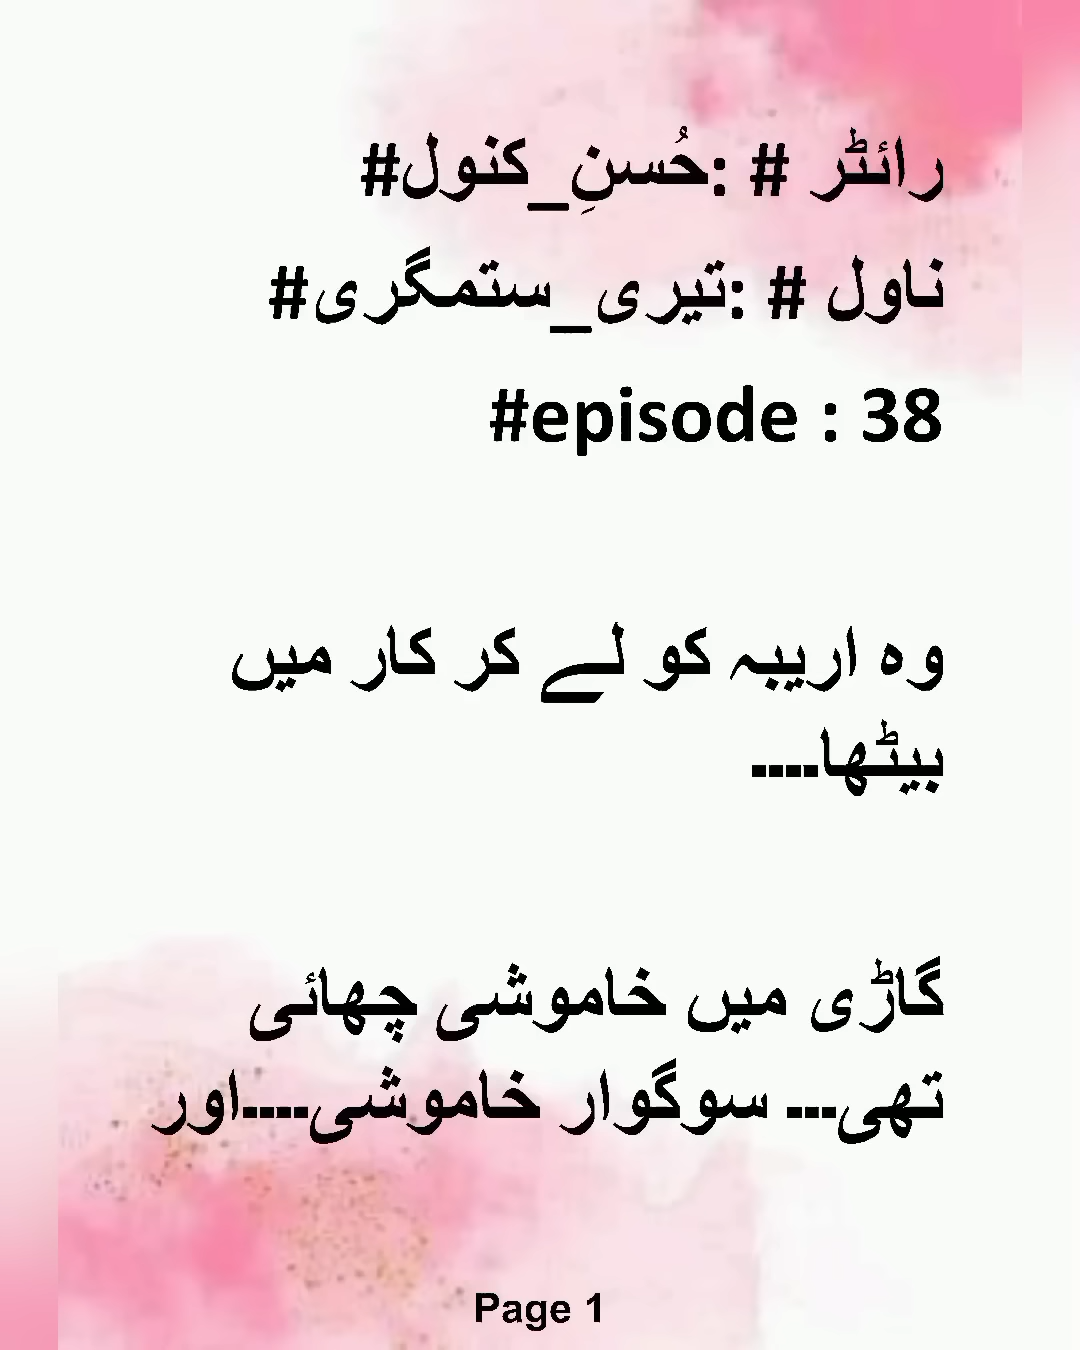 رائٹر # :حُسنِ_کنول#
ناول # :تیری_ستمگری#
#episode : 38
وہ اریبہ کو لے کر کار میں
بیٹھا----
گاڑی میں خاموشی چھائی
تھی--- سوگوار خاموشی----اور
Page 1